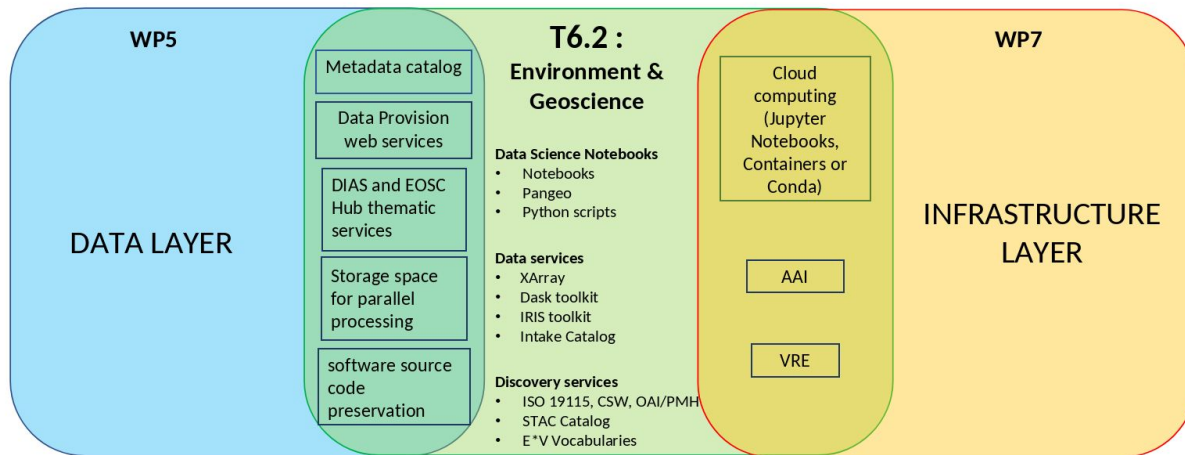 WP5
DATA LAYER
Metadata catalog
Data Provision
web services
DIAS and EOSC
Hub thematic
services
Storage space
for parallel
processing
software source
code
preservation
T6.2 :
Environment &
Geoscience
Data Science Notebooks
• Notebooks
• Pangeo
• Python scripts
Data services
• XArray
• Dask toolkit
• IRIS toolkit
• Intake Catalog
Discovery services
• ISO 19115, CSW, OAI/PMH
• STAC Catalog
• E*V Vocabularies
Cloud
computing
(Jupyter
Notebooks,
Containers or
Conda)
AAI
VRE
WP7
INFRASTRUCTURE
LAYER